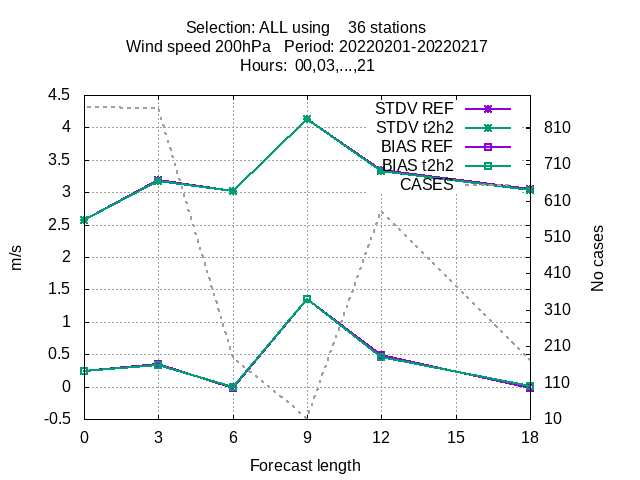 Selection: ALL using 36 stations
Wind speed 200hPa Period: 20220201-20220217
Hours: 00,03,...,21
4.5
4
3.5
3
2.5
2
1.5
1
0.5
0
-0.5
m/s
STDV REF
STDV t2h2
BIAS REF
BIAS t2h2
CASES
810
710
610
510
410
310
210
110
10
No cases
0 3 6 9 12 15 18
Forecast length